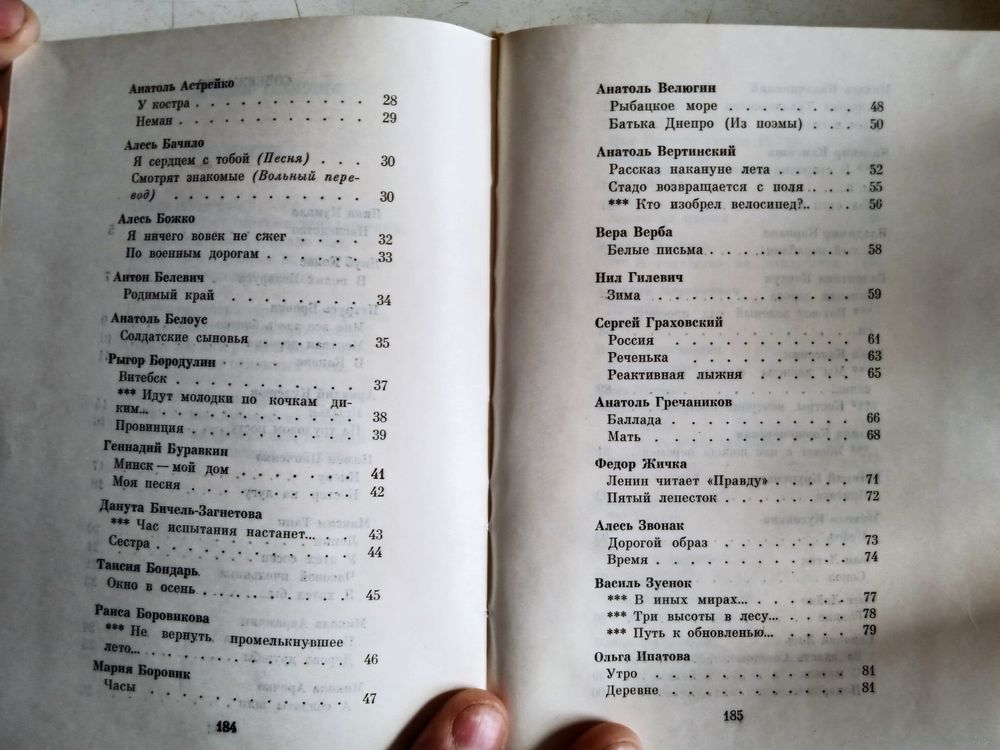 Анатоль Астрейко
У костра . . . . . . . . . . . 28
Неман . . . . . . . . . . . . 29
Алесь Бачило
Я сердцем с тобой (Песня) . . . 30
Смотрят знакомые (Вольный пере-
вод) . . . . . . . . . . . . 30
Алесь Божко
Я ничего вовек не сжег . . . . 32
По военным дорогам . . . . . 33
Антон Белевич
Родимый край . . . . . . . . 34
Анатоль Белоус
Солдатские сыновья . . . . . . 35
Рыгор Бородулин
Витебск . . . . . . . . . . . 37
*** Идут молодки по кочкам ди-
ким... . . . . . . . . . . . . 38
Провинция . . . . . . . . . . 39
Геннадий Буравкин
Минск — мой дом . . . . . . . 41
Моя песня . . . . . . . . . . 42
Данута Бичель-Загнетова
*** Час испытания настанет... . . 43
Сестра . . . . . . . . . . . . 44
Таисия Бондарь
Окно в осень . . . . . . . . . 45
Раиса Боровикова
*** Не вернуть промелькнувшее
лето... . . . . . . . . . . . . 46
Мария Боровик
Часы . . . . . . . . . . . . 47
184
Анатоль Велюгин
Рыбацкое море . . . . . . . . 48
Батька Днепро (Из поэмы) . . . 50
Анатоль Вертинский
Рассказ накануне лета . . . . . 52
Стадо возвращается с поля . . . 55
*** Кто изобрел велосипед?.. . . 56
Вера Верба
Белые письма . . . . . . . . . 58
Нил Гилевич
Зима . . . . . . . . . . . . 59
Сергей Граховский
Россия . . . . . . . . . . . 61
Реченька . . . . . . . . . . 63
Реактивная лыжня . . . . . . 65
Анатоль Гречаников
Баллада . . . . . . . . . . . 66
Мать . . . . . . . . . . . . 68
Федор Жичка
Ленин читает «Правду» . . . . . 71
Пятый лепесток . . . . . . . . 72
Алесь Звонак
Дорогой образ . . . . . . . . 73
Время . . . . . . . . . . . . 74
Василь Зуенок
*** В иных мирах... . . . . . . 77
*** Три высоты в лесу... . . . . 78
*** Путь к обновленью... . . . . 79
Ольга Ипатова
Утро . . . . . . . . . . . . 81
Деревне . . . . . . . . . . . 81
185